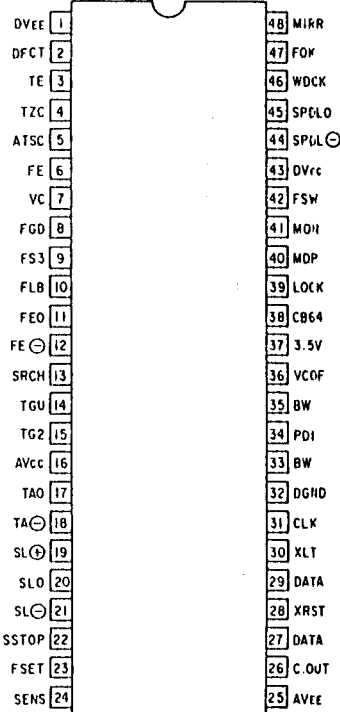 DVEE 1 48 MIRR
DFCT 2 47 FOK
TE 3 46 WDCK
TZC 4 45 SPDLO
ATSC 5 44 SPDL⊖
FE 6 43 DVcc
VC 7 42 FSW
FGD 8 41 MON
FS3 9 40 MDP
FLB 10 39 LOCK
FEO 11 38 C864
FE⊖ 12 37 3.5V
SRCH 13 36 VCOF
TGU 14 35 BW
TG2 15 34 PDI
AVcc 16 33 BW
TAO 17 32 DGND
TA⊖ 18 31 CLK
SL⊕ 19 30 XLT
SLO 20 29 DATA
SL⊖ 21 28 XRST
SSTOP 22 27 DATA
FSET 23 26 C.OUT
SENS 24 25 AVEE